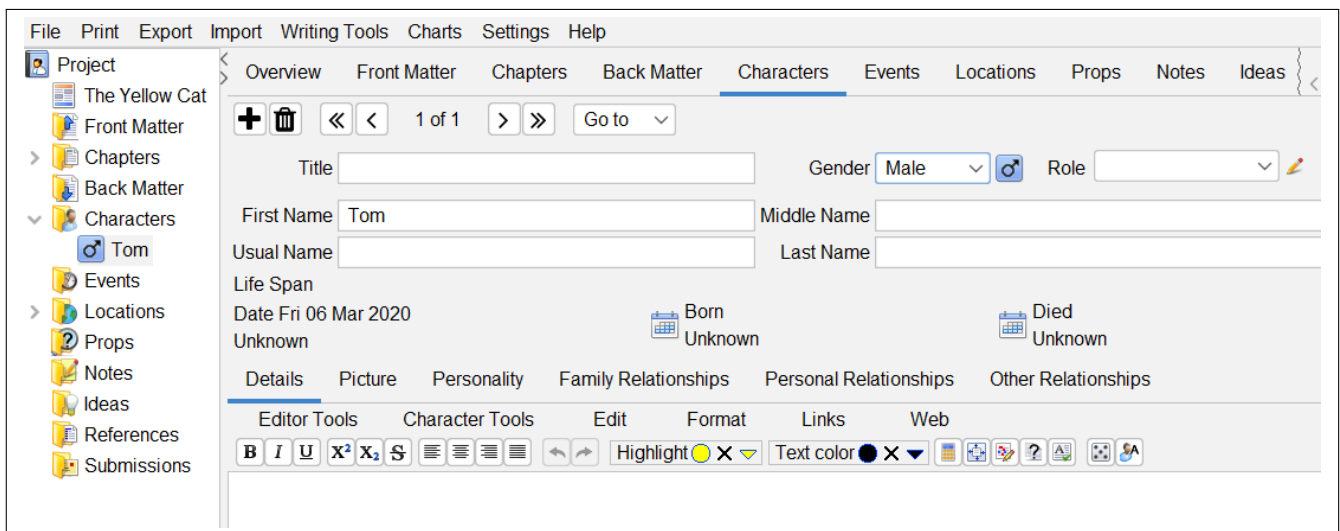 File Print Export Import Writing Tools Charts Settings Help
Project
The Yellow Cat
Front Matter
Chapters
Back Matter
Characters
Tom
Events
Locations
Props
Notes
Ideas
References
Submissions
Overview Front Matter Chapters Back Matter Characters Events Locations Props Notes Ideas
1 of 1 Go to
Title Gender Male Role
First Name Tom Middle Name
Usual Name Last Name
Life Span
Date Fri 06 Mar 2020 Born Died
Unknown Unknown Unknown
Details Picture Personality Family Relationships Personal Relationships Other Relationships
Editor Tools Character Tools Edit Format Links Web
B I U X² X₂ S Highlight Text color